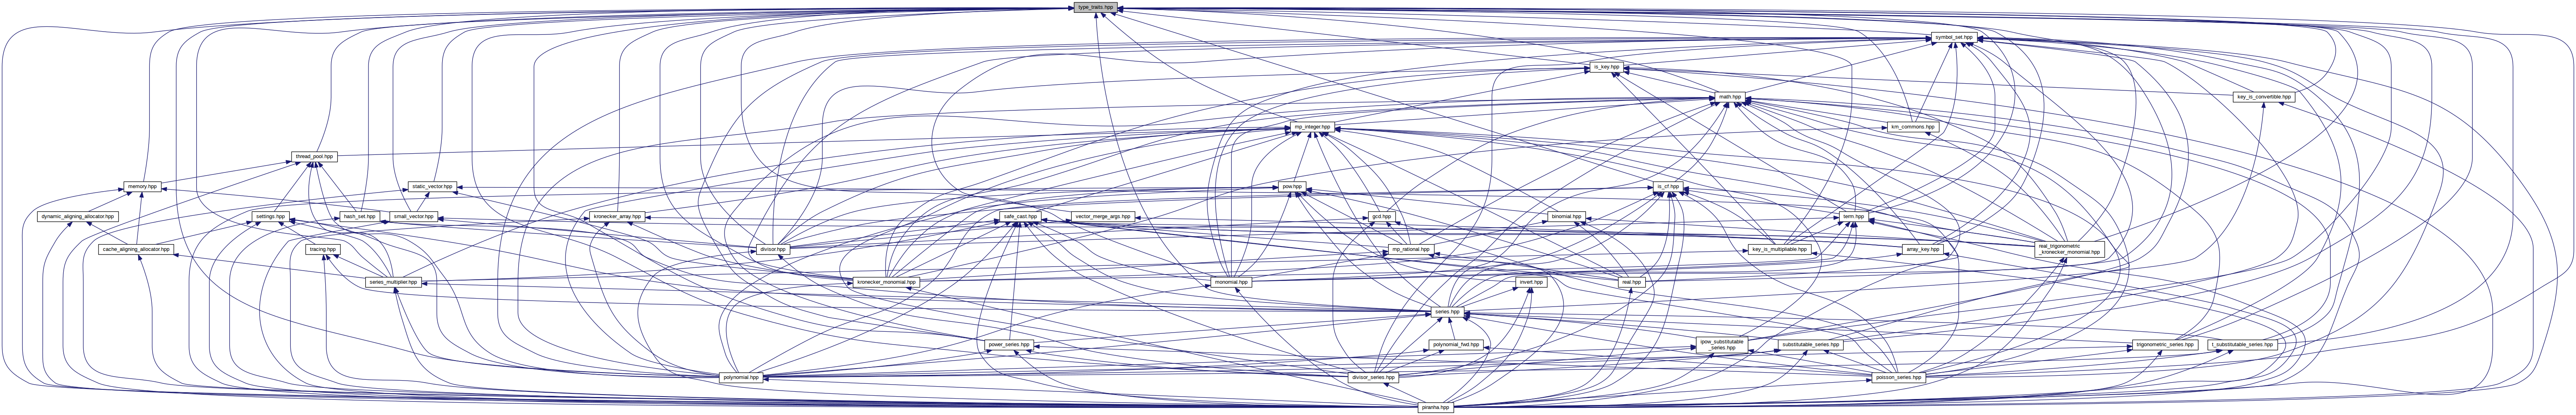 type_traits.hpp
symbol_set.hpp
is_key.hpp
math.hpp
key_is_convertible.hpp
mp_integer.hpp
km_commons.hpp
thread_pool.hpp
memory.hpp
static_vector.hpp
pow.hpp
is_cf.hpp
dynamic_aligning_allocator.hpp
settings.hpp
hash_set.hpp
small_vector.hpp
kronecker_array.hpp
safe_cast.hpp
vector_merge_args.hpp
gcd.hpp
binomial.hpp
term.hpp
cache_aligning_allocator.hpp
tracing.hpp
divisor.hpp
mp_rational.hpp
key_is_multipliable.hpp
array_key.hpp
real_trigonometric
_kronecker_monomial.hpp
series_multiplier.hpp
kronecker_monomial.hpp
monomial.hpp
invert.hpp
real.hpp
series.hpp
power_series.hpp
polynomial_fwd.hpp
ipow_substitutable
_series.hpp
substitutable_series.hpp
trigonometric_series.hpp
t_substitutable_series.hpp
polynomial.hpp
divisor_series.hpp
poisson_series.hpp
piranha.hpp